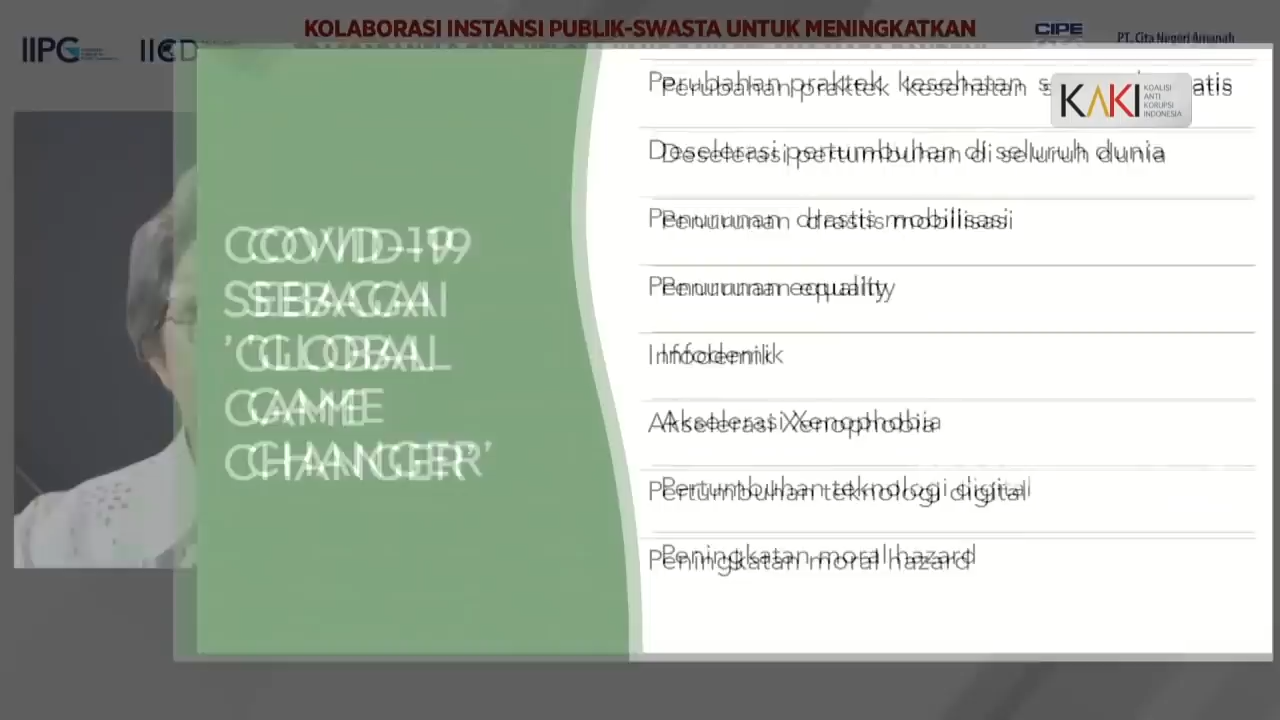 KOLABORASI INSTANSI PUBLIK-SWASTA UNTUK MENINGKATKAN
IIPG
IICD
CIPE
PT. Cita Negeri Amanah
KAKI
KOALISI
ANTI
KORUPSI
INDONESIA
COVID-19
SEBAGAI
'GLOBAL
GAME
CHANGER'
Perubahan praktek kesehatan
Deselerasi pertumbuhan di seluruh dunia
Penurunan drastis mobilisasi
Penurunan equality
Infodemik
Akselerasi Xenophobia
Pertumbuhan teknologi digital
Peningkatan moral hazard